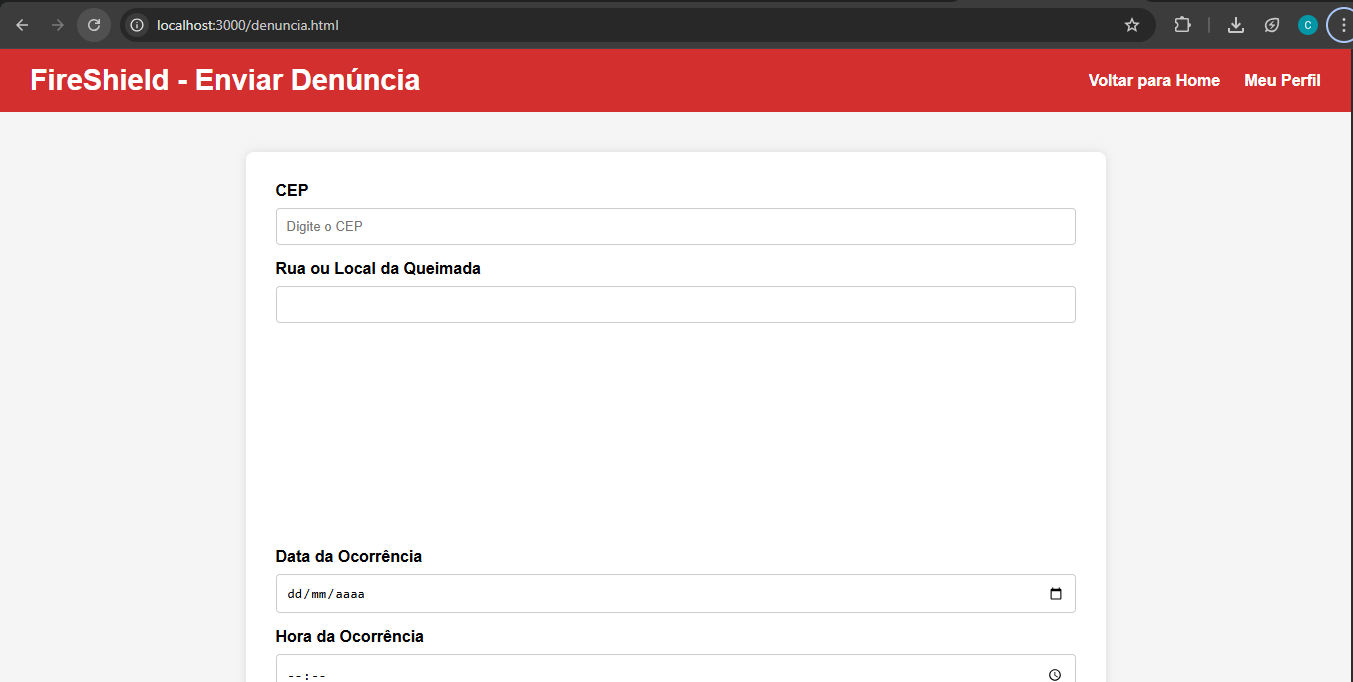 localhost:3000/denuncia.html
C
FireShield - Enviar Denúncia
Voltar para Home Meu Perfil
CEP
Digite o CEP
Rua ou Local da Queimada
Data da Ocorrência
dd/mm/aaaa
Hora da Ocorrência
--:--